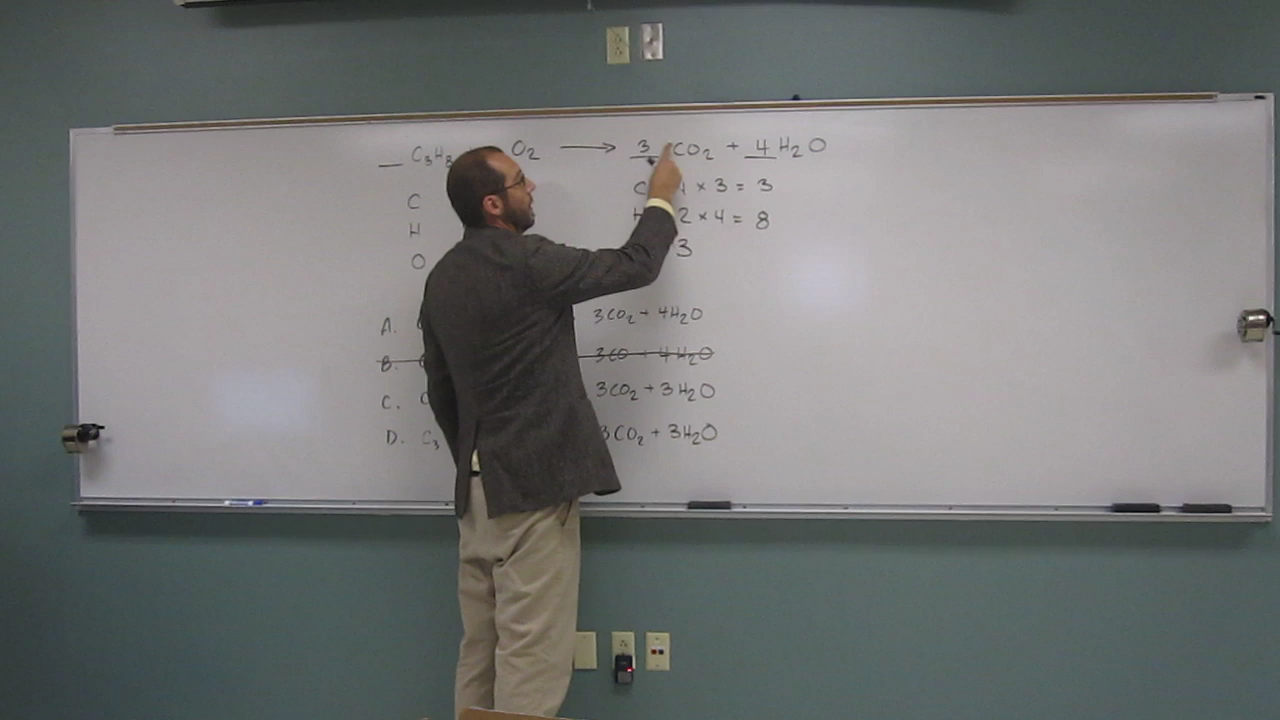 __ C₃H₈ O₂ → 3 CO₂ + 4 H₂O
C 1 × 3 = 3
H 2 × 4 = 8
O 3
A. 3CO₂ + 4H₂O
B. 3CO + 4H₂O
C. 3CO₂ + 3H₂O
D. C₃ 3CO₂ + 3H₂O